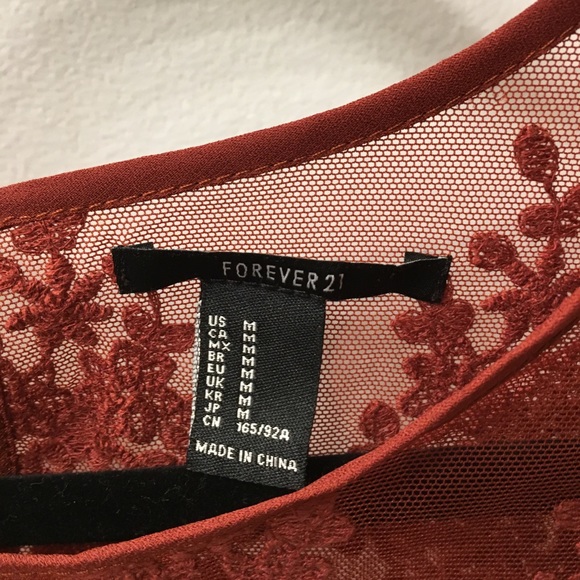 FOREVER 21
US M
CA M
MX M
BR M
EU M
UK M
KR M
JP M
CN 165/92A
MADE IN CHINA